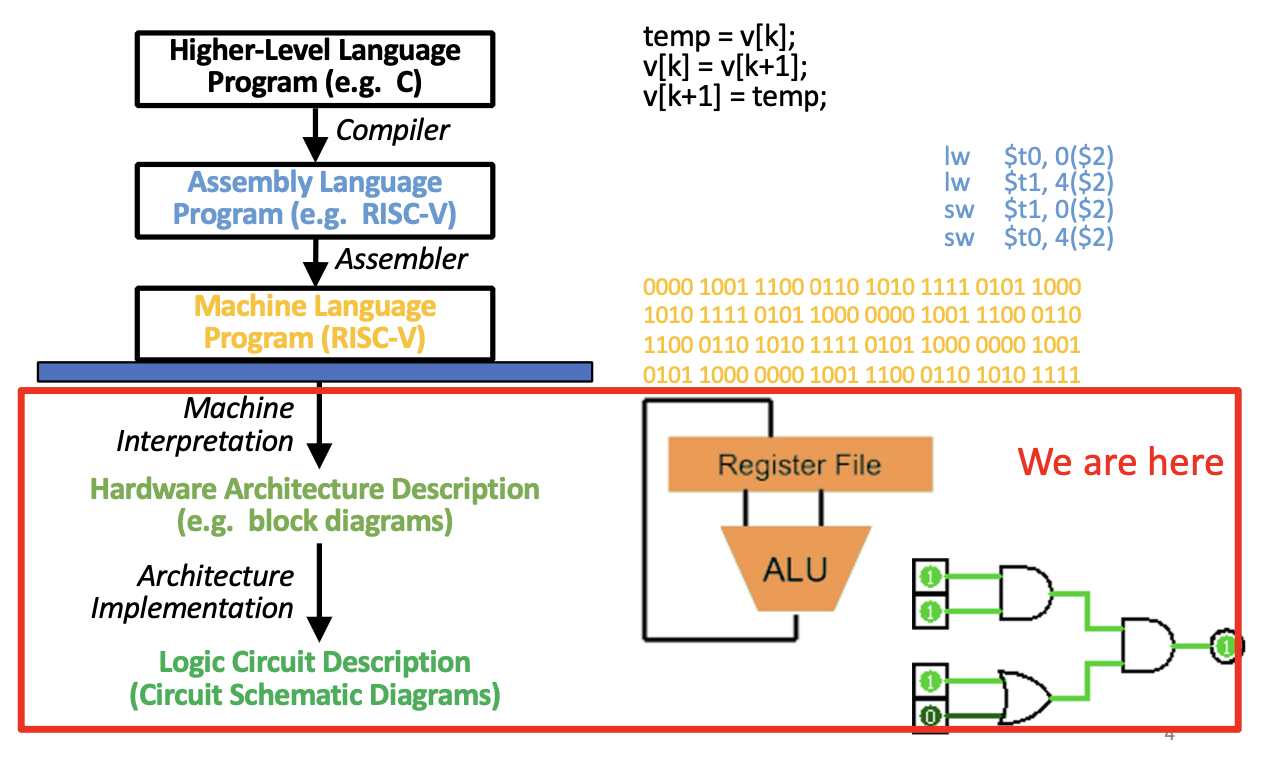 Higher-Level Language
Program (e.g. C)
Compiler
Assembly Language
Program (e.g. RISC-V)
Assembler
Machine Language
Program (RISC-V)
temp = v[k];
v[k] = v[k+1];
v[k+1] = temp;
lw $t0, 0($2)
lw $t1, 4($2)
sw $t1, 0($2)
sw $t0, 4($2)
0000 1001 1100 0110 1010 1111 0101 1000
1010 1111 0101 1000 0000 1001 1100 0110
1100 0110 1010 1111 0101 1000 0000 1001
0101 1000 0000 1001 1100 0110 1010 1111
Machine
Interpretation
Hardware Architecture Description
(e.g. block diagrams)
Architecture
Implementation
Logic Circuit Description
(Circuit Schematic Diagrams)
Register File
ALU
We are here
1
1
1
0
1
4